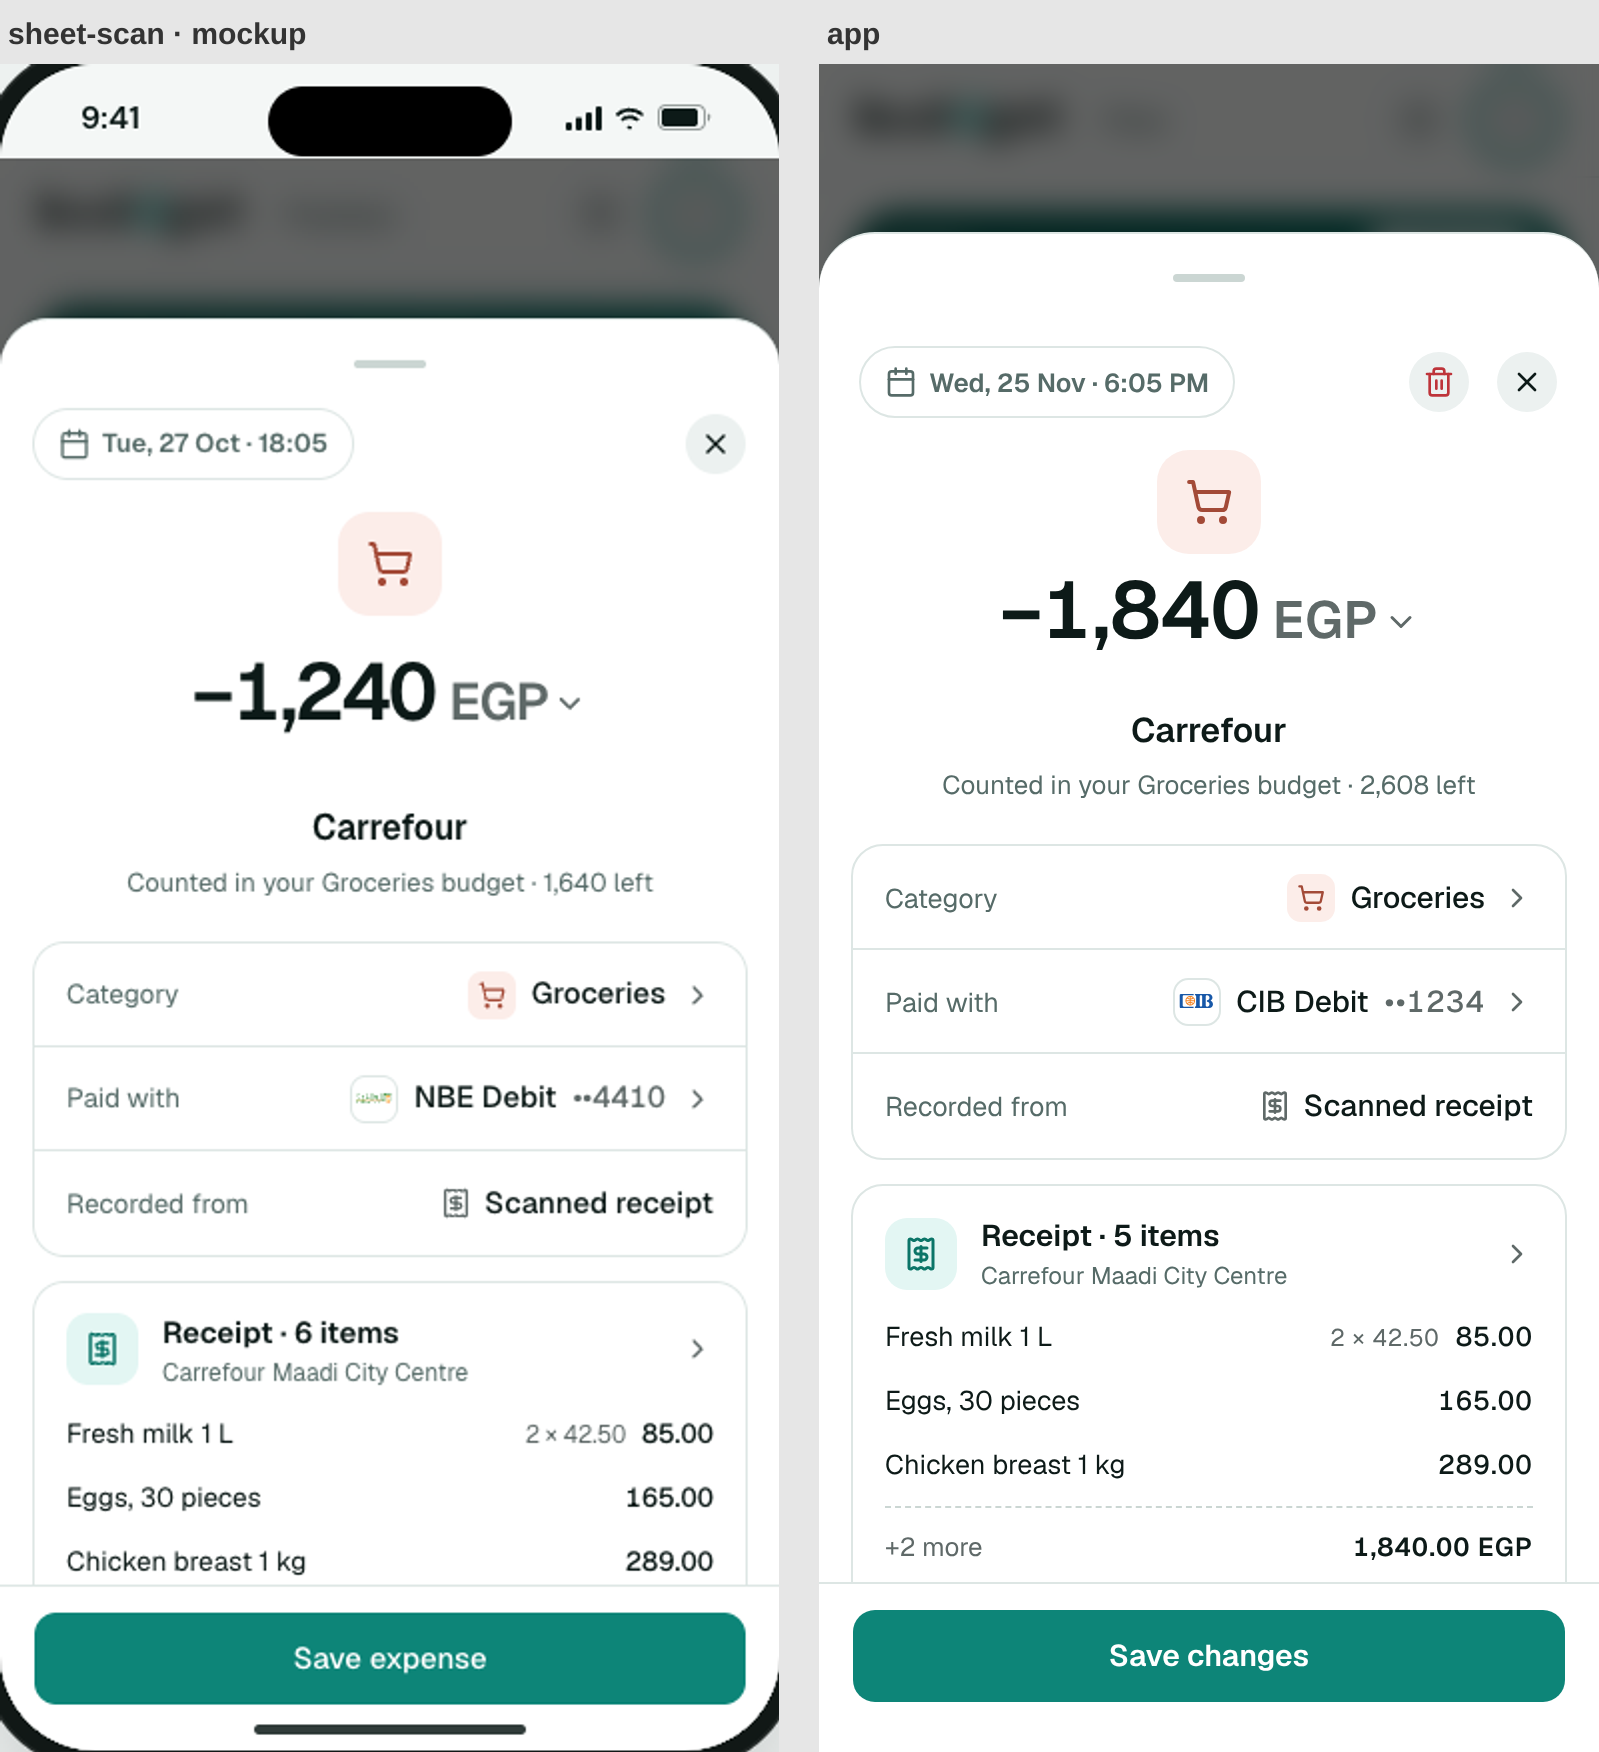 sheet-scan · mockup
9:41
Tue, 27 Oct · 18:05
−1,240 EGP
Carrefour
Counted in your Groceries budget · 1,640 left
Category Groceries
Paid with NBE Debit ••4410
Recorded from Scanned receipt
Receipt · 6 items
Carrefour Maadi City Centre
Fresh milk 1 L 2 × 42.50 85.00
Eggs, 30 pieces 165.00
Chicken breast 1 kg 289.00
Save expense
app
Wed, 25 Nov · 6:05 PM
−1,840 EGP
Carrefour
Counted in your Groceries budget · 2,608 left
Category Groceries
Paid with CIB CIB Debit ••1234
Recorded from Scanned receipt
Receipt · 5 items
Carrefour Maadi City Centre
Fresh milk 1 L 2 × 42.50 85.00
Eggs, 30 pieces 165.00
Chicken breast 1 kg 289.00
+2 more 1,840.00 EGP
Save changes